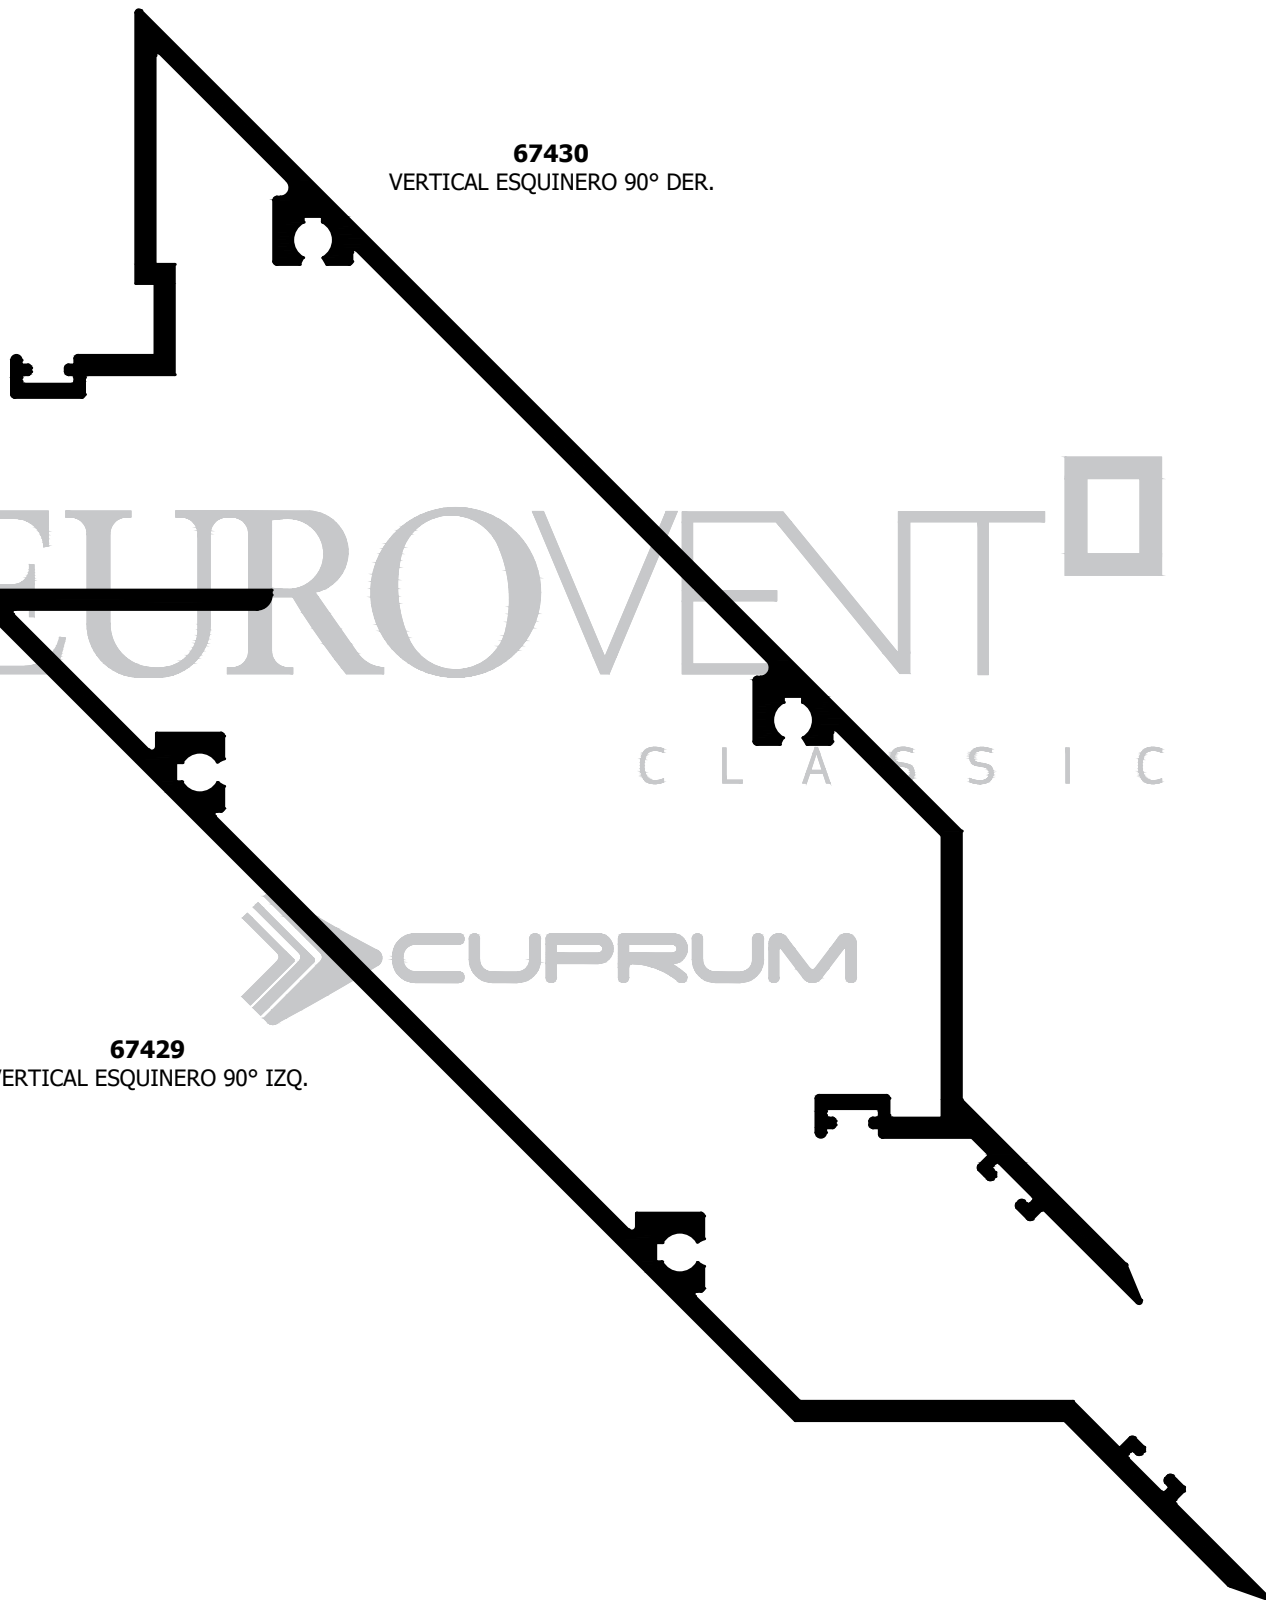 67430
VERTICAL ESQUINERO 90° DER.
EUROVENT
CLASSIC
CUPRUM
67429
VERTICAL ESQUINERO 90° IZQ.